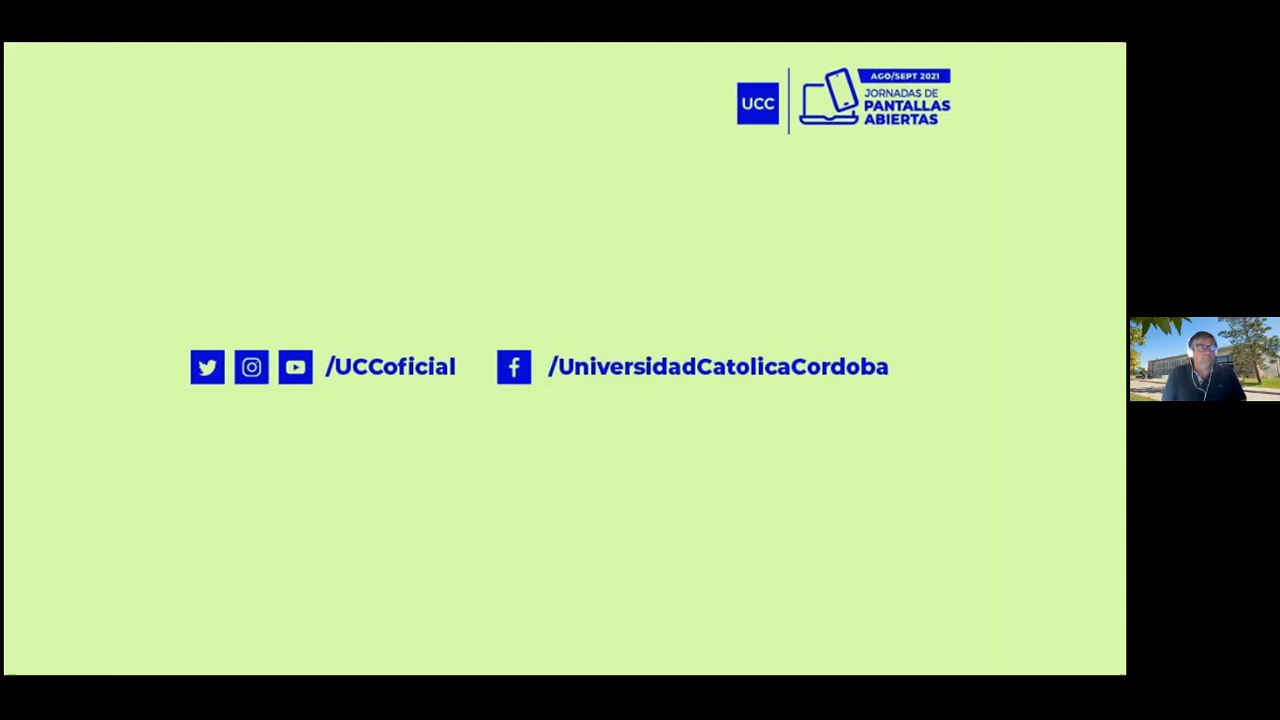 UCC
AGO/SEPT 2021
JORNADAS DE
PANTALLAS
ABIERTAS
/UCCoficial
/UniversidadCatolicaCordoba